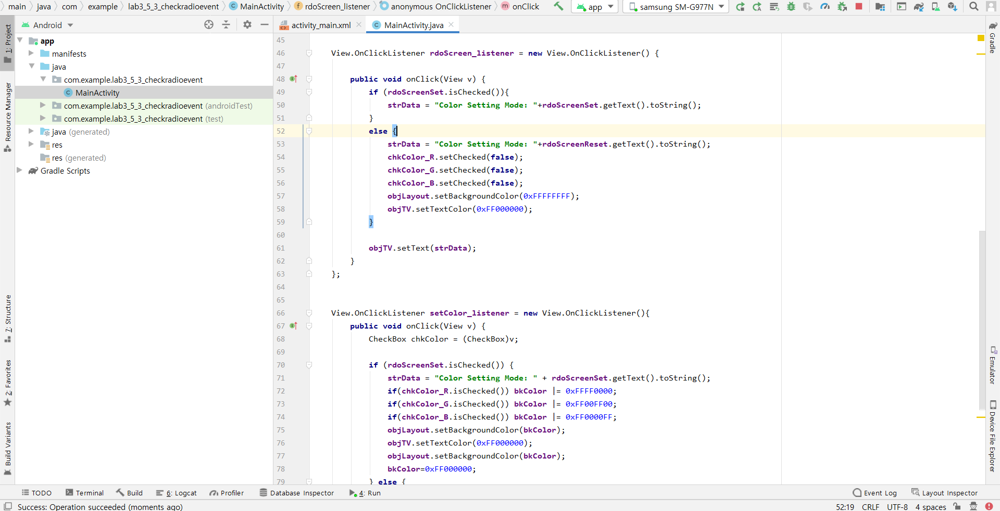 main java com example lab3_5_3_checkradioevent MainActivity rdoScreen_listener anonymous OnClickListener onClick app samsung SM-G977N
Android activity_main.xml MainActivity.java
1: Project
Resource Manager
7: Structure
2: Favorites
Build Variants
app
manifests
java
com.example.lab3_5_3_checkradioevent
MainActivity
com.example.lab3_5_3_checkradioevent (androidTest)
com.example.lab3_5_3_checkradioevent (test)
java (generated)
res
res (generated)
Gradle Scripts
45
46 View.OnClickListener rdoScreen_listener = new View.OnClickListener() {
47
48 public void onClick(View v) {
49 if (rdoScreenSet.isChecked()){
50 strData = "Color Setting Mode: "+rdoScreenSet.getText().toString();
51 }
52 else {
53 strData = "Color Setting Mode: "+rdoScreenReset.getText().toString();
54 chkColor_R.setChecked(false);
55 chkColor_G.setChecked(false);
56 chkColor_B.setChecked(false);
57 objLayout.setBackgroundColor(0xFFFFFFFF);
58 objTV.setTextColor(0xFF000000);
59 }
60
61 objTV.setText(strData);
62 }
63 };
64
65
66 View.OnClickListener setColor_listener = new View.OnClickListener(){
67 public void onClick(View v) {
68 CheckBox chkColor = (CheckBox)v;
69
70 if (rdoScreenSet.isChecked()) {
71 strData = "Color Setting Mode: " + rdoScreenSet.getText().toString();
72 if(chkColor_R.isChecked()) bkColor |= 0xFFFF0000;
73 if(chkColor_G.isChecked()) bkColor |= 0xFF00FF00;
74 if(chkColor_B.isChecked()) bkColor |= 0xFF0000FF;
75 objLayout.setBackgroundColor(bkColor);
76 objTV.setTextColor(0xFF000000);
77 objLayout.setBackgroundColor(bkColor);
78 bkColor=0xFF000000;
79 } else {
Gradle
Emulator
Device File Explorer
TODO Terminal Build 6: Logcat Profiler Database Inspector 4: Run Event Log Layout Inspector
Success: Operation succeeded (moments ago) 52:19 CRLF UTF-8 4 spaces